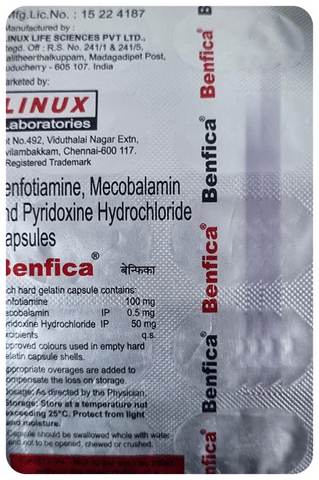 Mfg.Lic.No. : 15 22 4187
Manufactured by :
LINUX LIFE SCIENCES PVT LTD.,
Regd. Off : R.S. No. 241/1 & 241/5,
Kalitheerthalkuppam, Madagadipet Post,
Puducherry - 605 107. India
Marketed by:
LINUX
Laboratories
No.492, Viduthalai Nagar Extn,
Kovilambakkam, Chennai-600 117.
Registered Trademark
Benfotiamine, Mecobalamin
and Pyridoxine Hydrochloride
Capsules
Benfica® बेन्फिका
Each hard gelatin capsule contains:
Benfotiamine 100 mg
Mecobalamin IP 0.5 mg
Pyridoxine Hydrochloride IP 50 mg
Excipients q.s.
Approved colours used in empty hard
gelatin capsule shells.
Appropriate overages are added to
compensate the loss on storage.
Dosage: As directed by the Physician.
Storage: Store at a temperature not
exceeding 25°C. Protect from light
and moisture.
Capsule should be swallowed whole with water
and not to be opened, chewed or crushed.
Benfica®
Benfica®
Benfica®
Benfica®
Benfica